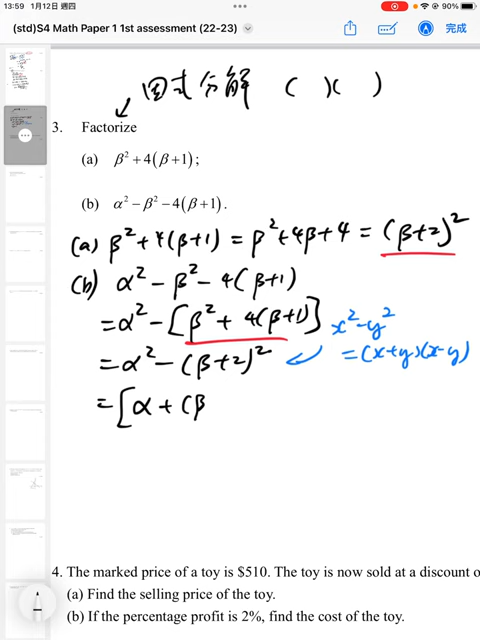 13:59 1月12日 週四 90%
(std)S4 Math Paper 1 1st assessment (22-23) 完成
因式分解 ( )( )
3. Factorize
(a) β²+4(β+1);
(b) α²−β²−4(β+1).
(a) β²+4(β+1) = β²+4β+4 = (β+2)²
(b) α²−β²−4(β+1)
=α²−[β²+4(β+1)] x²−y²
=α²−(β+2)² =(x+y)(x−y)
=[α+(β
4. The marked price of a toy is $510. The toy is now sold at a discount o
(a) Find the selling price of the toy.
(b) If the percentage profit is 2%, find the cost of the toy.